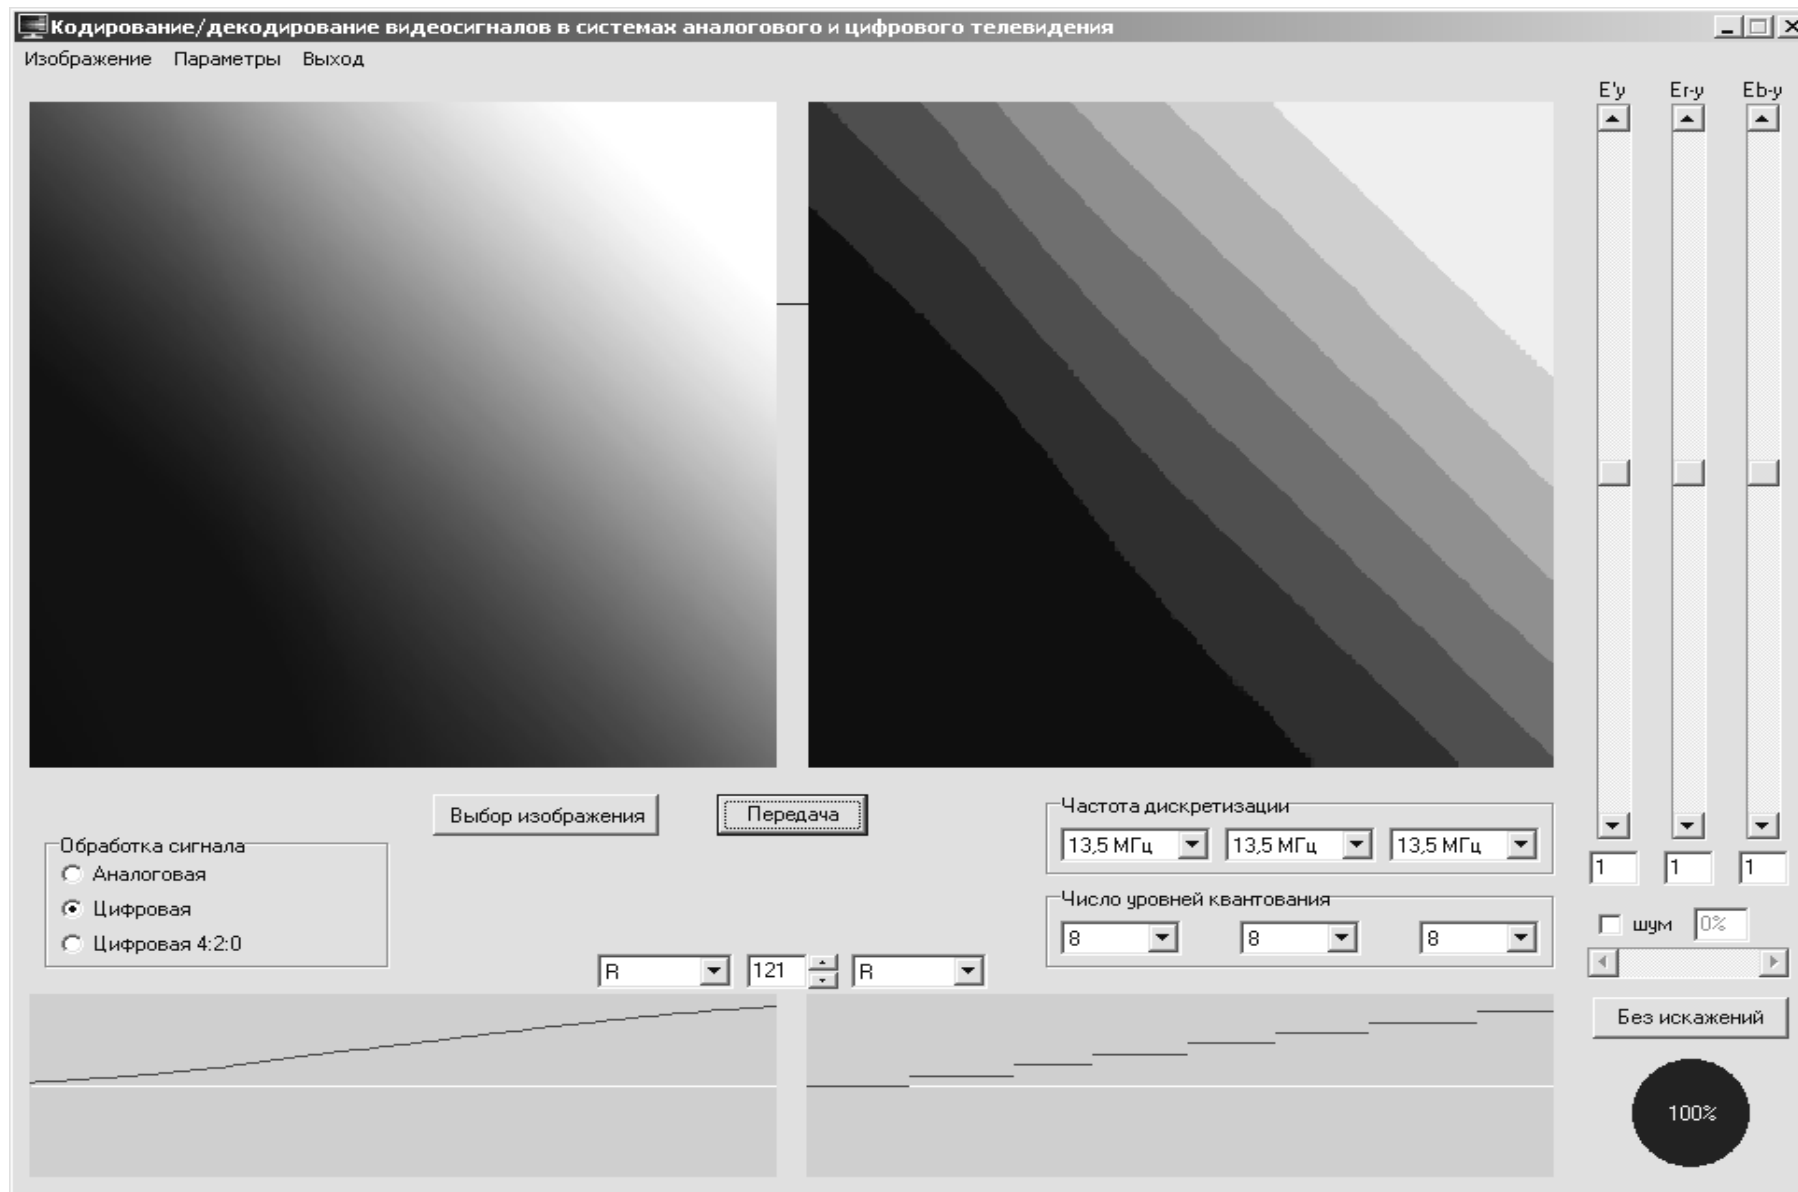 Кодирование/декодирование видеосигналов в системах аналогового и цифрового телевидения
Изображение Параметры Выход
E'y Er-y Eb-y
Выбор изображения Передача
Обработка сигнала
Аналоговая
Цифровая
Цифровая 4:2:0
Частота дискретизации
13,5 МГц 13,5 МГц 13,5 МГц
Число уровней квантования
8 8 8
1 1 1
шум 0%
R 121 R
Без искажений
100%